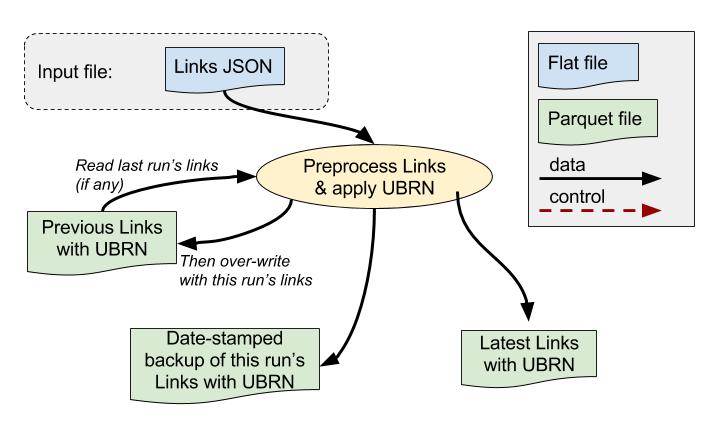 Input file:
Links JSON
Flat file
Parquet file
data
control
Preprocess Links
& apply UBRN
Read last run's links
(if any)
Previous Links
with UBRN
Then over-write
with this run's links
Date-stamped
backup of this run's
Links with UBRN
Latest Links
with UBRN